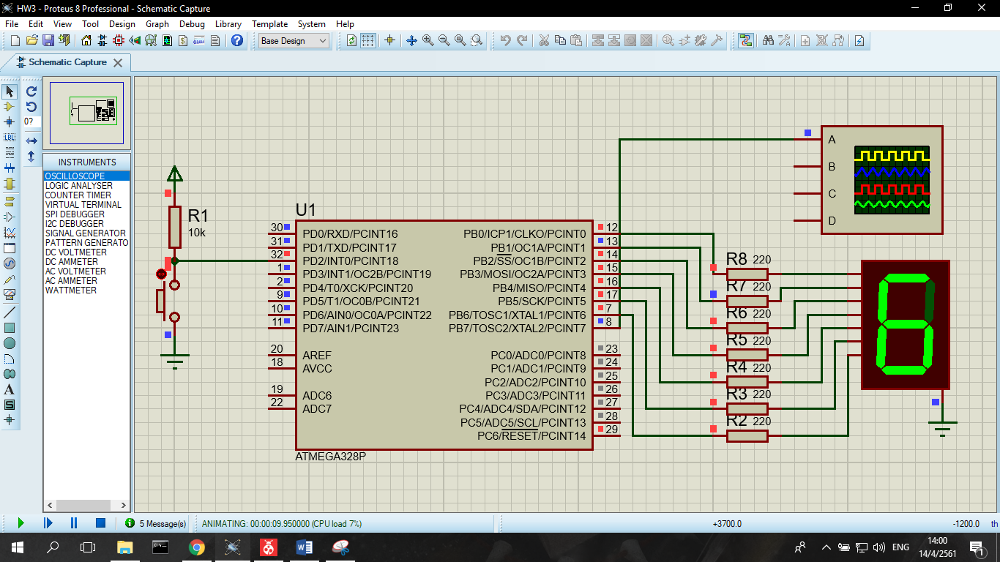 HW3 - Proteus 8 Professional - Schematic Capture
File Edit View Tool Design Graph Debug Library Template System Help
Base Design
Schematic Capture
0?
LBL
INSTRUMENTS
OSCILLOSCOPE
LOGIC ANALYSER
COUNTER TIMER
VIRTUAL TERMINAL
SPI DEBUGGER
I2C DEBUGGER
SIGNAL GENERATOR
PATTERN GENERATO
DC VOLTMETER
DC AMMETER
AC VOLTMETER
AC AMMETER
WATTMETER
R1
10k
U1
30 PD0/RXD/PCINT16 PB0/ICP1/CLKO/PCINT0 12
31 PD1/TXD/PCINT17 PB1/OC1A/PCINT1 13
32 PD2/INT0/PCINT18 PB2/SS/OC1B/PCINT2 14
1 PD3/INT1/OC2B/PCINT19 PB3/MOSI/OC2A/PCINT3 15
2 PD4/T0/XCK/PCINT20 PB4/MISO/PCINT4 16
9 PD5/T1/OC0B/PCINT21 PB5/SCK/PCINT5 17
10 PD6/AIN0/OC0A/PCINT22 PB6/TOSC1/XTAL1/PCINT6 7
11 PD7/AIN1/PCINT23 PB7/TOSC2/XTAL2/PCINT7 8
20 AREF PC0/ADC0/PCINT8 23
18 AVCC PC1/ADC1/PCINT9 24
PC2/ADC2/PCINT10 25
19 ADC6 PC3/ADC3/PCINT11 26
22 ADC7 PC4/ADC4/SDA/PCINT12 27
PC5/ADC5/SCL/PCINT13 28
PC6/RESET/PCINT14 29
ATMEGA328P
A
B
C
D
R8 220
R7 220
R6 220
R5 220
R4 220
R3 220
R2 220
5 Message(s)
ANIMATING: 00:00:09.950000 (CPU load 7%)
+3700.0
-1200.0 th
ENG
14:00
14/4/2561
1